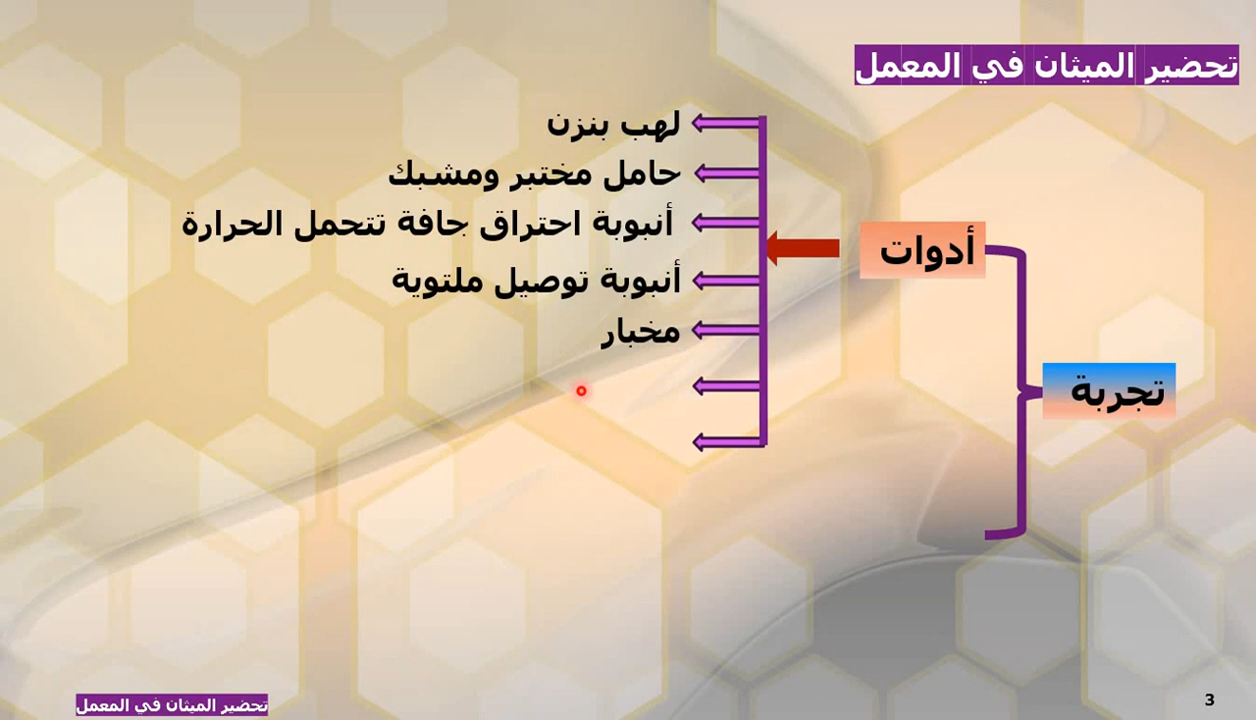 تحضير الميثان في المعمل
لهب بنزن
حامل مختبر ومشبك
أنبوبة احتراق جافة تتحمل الحرارة
أدوات
أنبوبة توصيل ملتوية
مخبار
تجربة
تحضير الميثان في المعمل
3